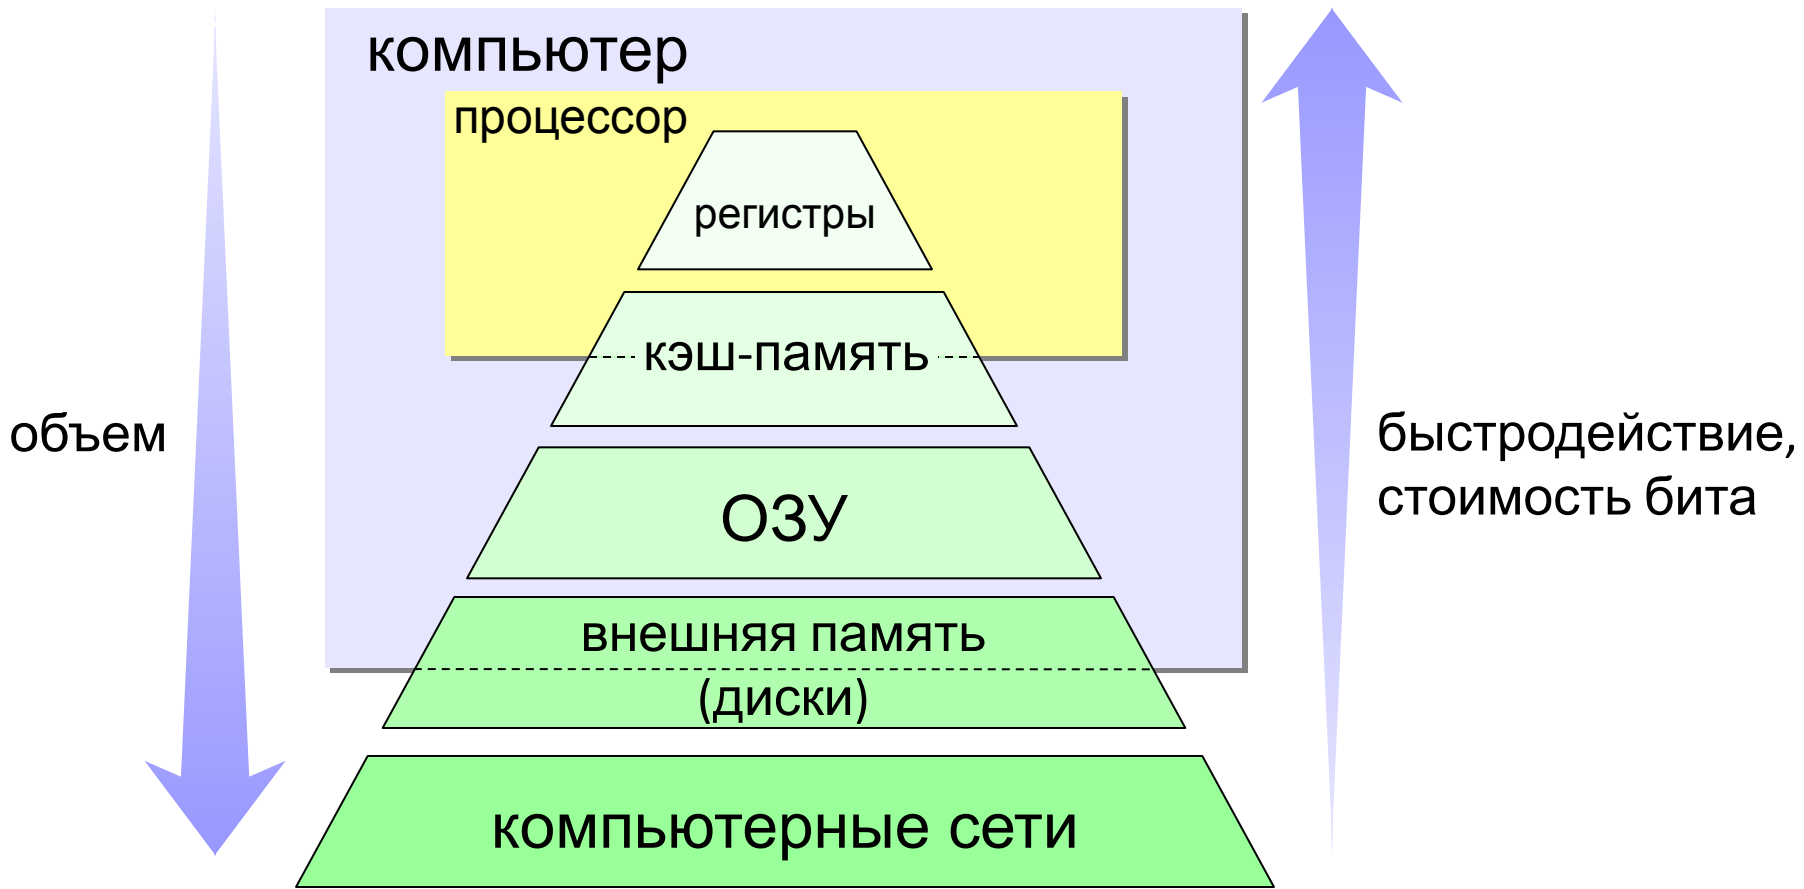 компьютер
процессор
регистры
кэш-память
объем
быстродействие,
стоимость бита
ОЗУ
внешняя память
(диски)
компьютерные сети